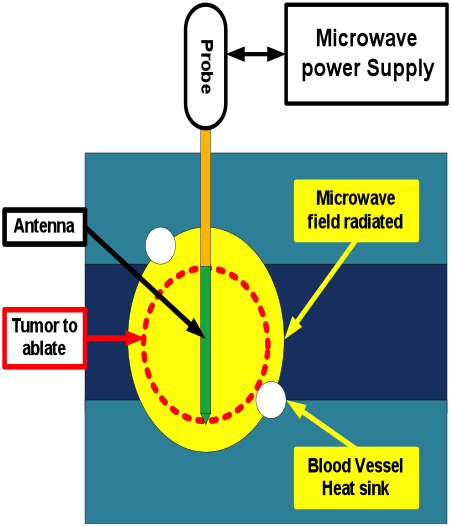 Probe
Microwave
power Supply
Microwave
field radiated
Antenna
Tumor to
ablate
Blood Vessel
Heat sink